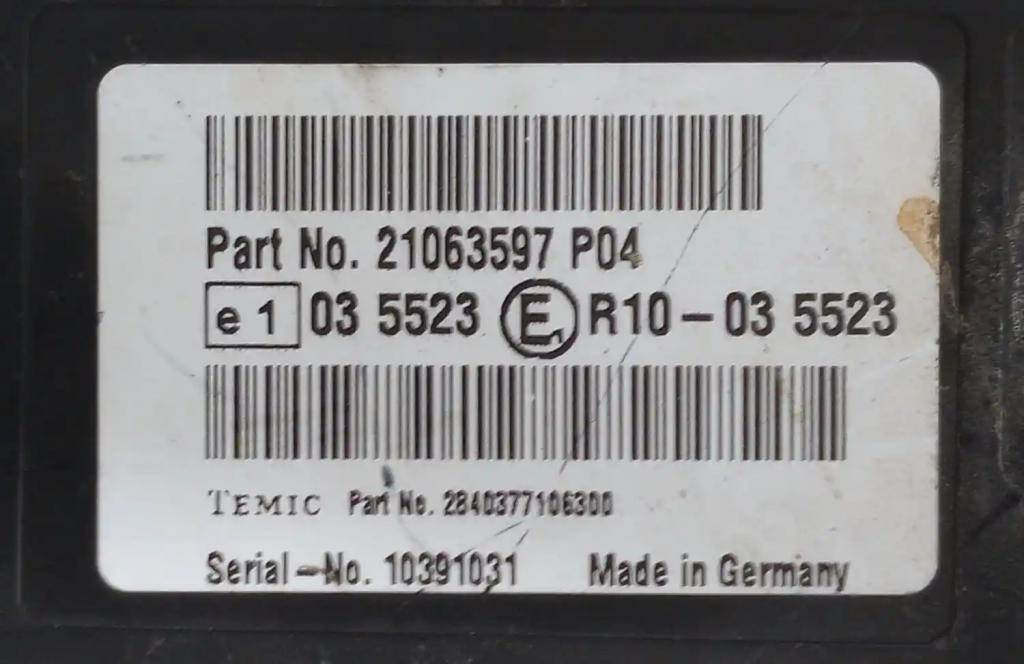 Part No. 21063597 P04
e 1 03 5523 E1 R10 – 03 5523
TEMIC Part No. 2840377106300
Serial –No. 10391031 Made in Germany